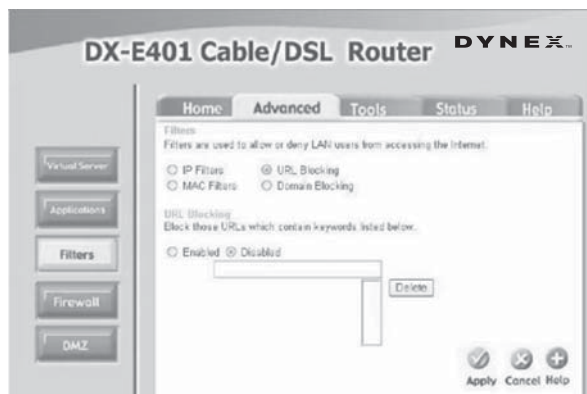 DX-E401 Cable/DSL Router DYNEX™
Home Advanced Tools Status Help
Filters
Filters are used to allow or deny LAN users from accessing the Internet.
IP Filters URL Blocking
MAC Filters Domain Blocking
URL Blocking
Block those URLs which contain keywords listed below.
Enabled Disabled
Delete
Virtual Server
Applications
Filters
Firewall
DMZ
Apply Cancel Help